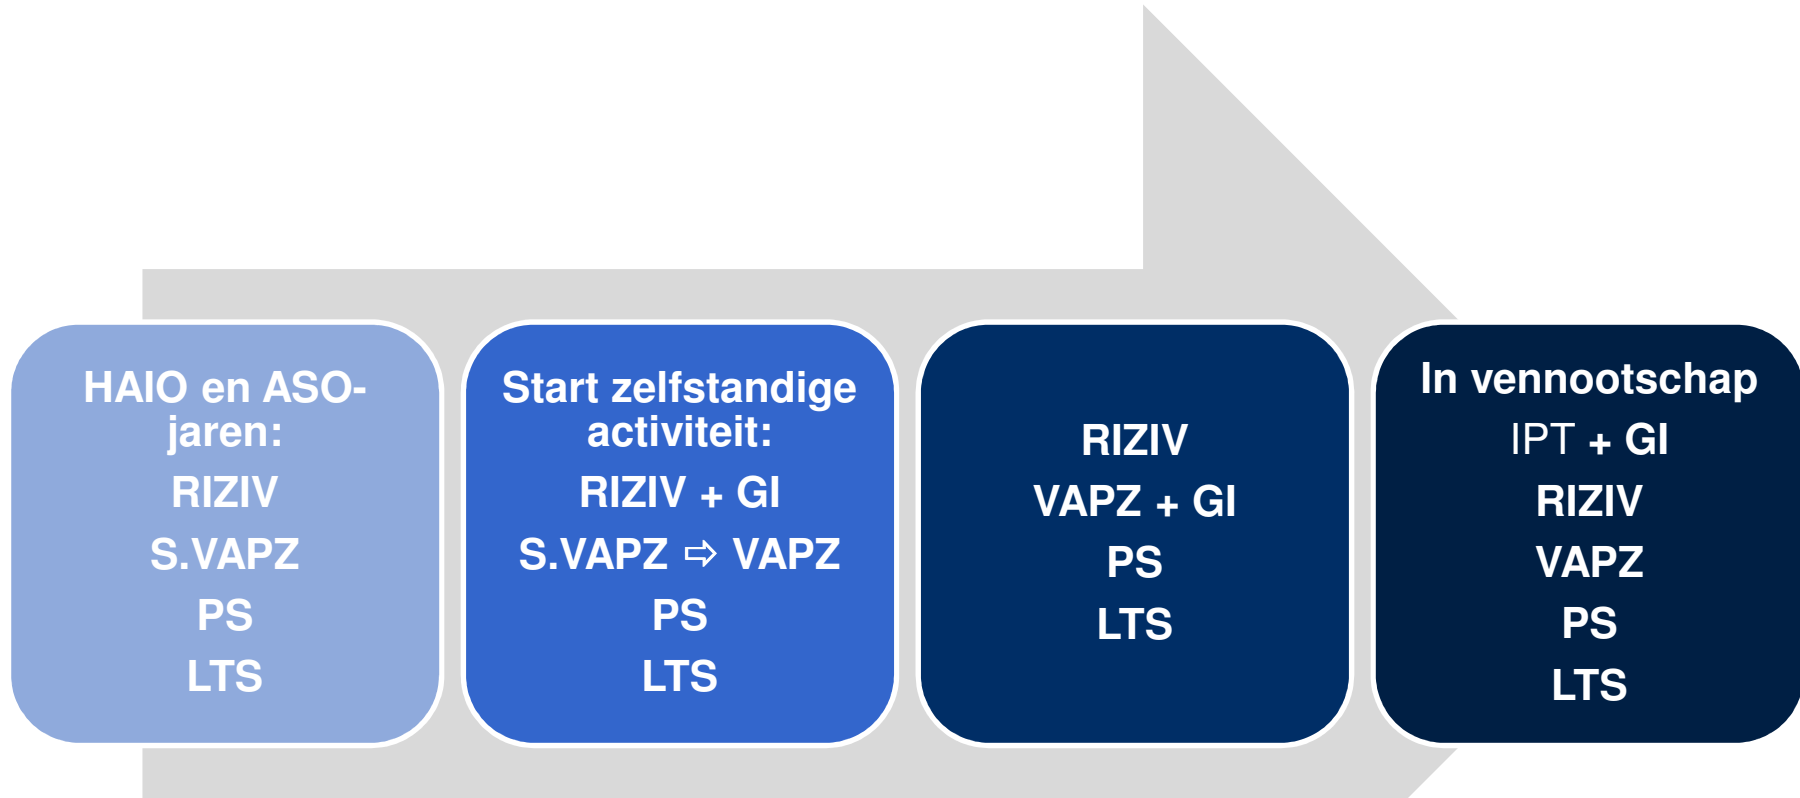 HAIO en ASO-
jaren:
RIZIV
S.VAPZ
PS
LTS
Start zelfstandige
activiteit:
RIZIV + GI
S.VAPZ ⇨ VAPZ
PS
LTS
RIZIV
VAPZ + GI
PS
LTS
In vennootschap
IPT + GI
RIZIV
VAPZ
PS
LTS